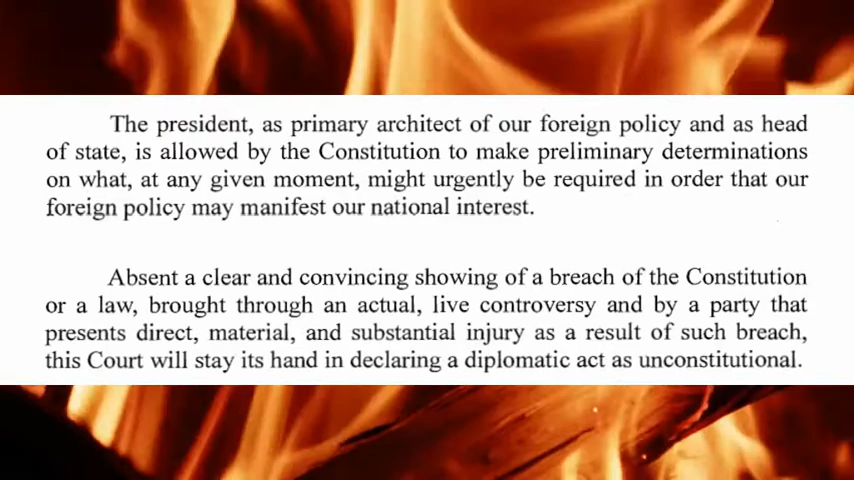 The president, as primary architect of our foreign policy and as head
of state, is allowed by the Constitution to make preliminary determinations
on what, at any given moment, might urgently be required in order that our
foreign policy may manifest our national interest.
Absent a clear and convincing showing of a breach of the Constitution
or a law, brought through an actual, live controversy and by a party that
presents direct, material, and substantial injury as a result of such breach,
this Court will stay its hand in declaring a diplomatic act as unconstitutional.